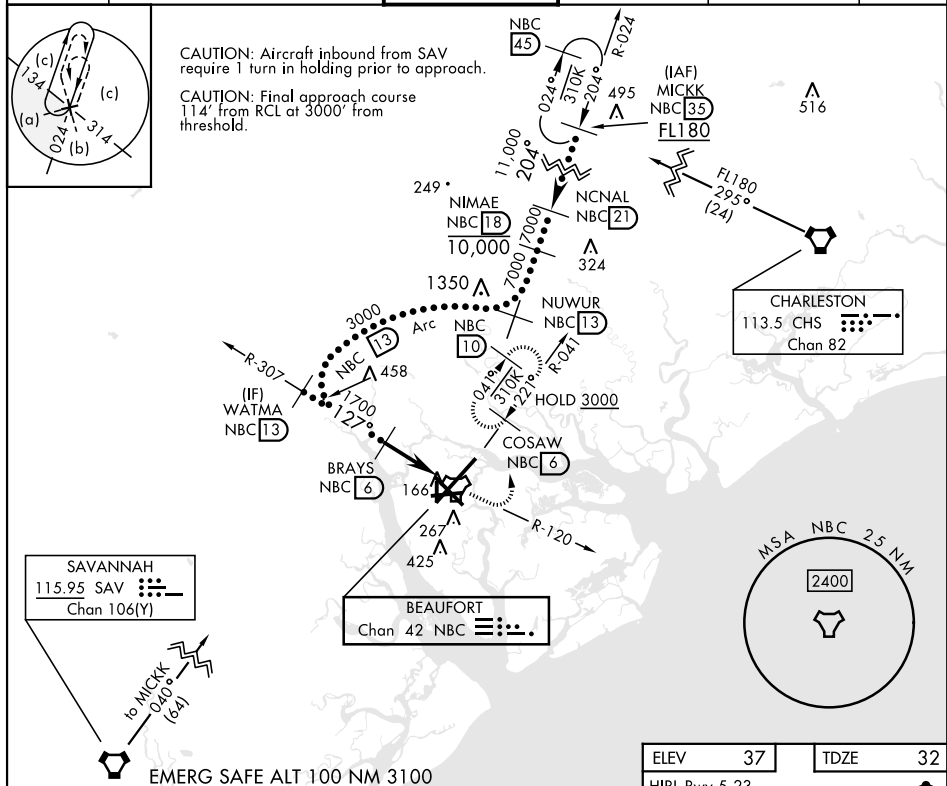 (c)
134
(c)
(a)
024
314
(b)
CAUTION: Aircraft inbound from SAV
require 1 turn in holding prior to approach.
CAUTION: Final approach course
114' from RCL at 3000' from
threshold.
NBC
45
R-024
024°
310K
204°
495
(IAF)
MICKK
NBC 35
FL180
516
11,000
204°
249
NIMAE
NBC 18
10,000
7000
7000
NCNAL
NBC 21
324
FL180
295°
(24)
CHARLESTON
113.5 CHS
Chan 82
1350
3000
Arc
NBC 13
NUWUR
NBC 13
NBC
10
R-041
041°
310K
221°
HOLD 3000
R-307
458
(IF)
WATMA
NBC 13
1700
127°
BRAYS
NBC 6
COSAW
NBC 6
166
267
425
R-120
MSA NBC 25 NM
2400
SAVANNAH
115.95 SAV
Chan 106(Y)
BEAUFORT
Chan 42 NBC
to MICKK
040°
(64)
EMERG SAFE ALT 100 NM 3100
ELEV 37
TDZE 32
HIRL Rwy 5-23